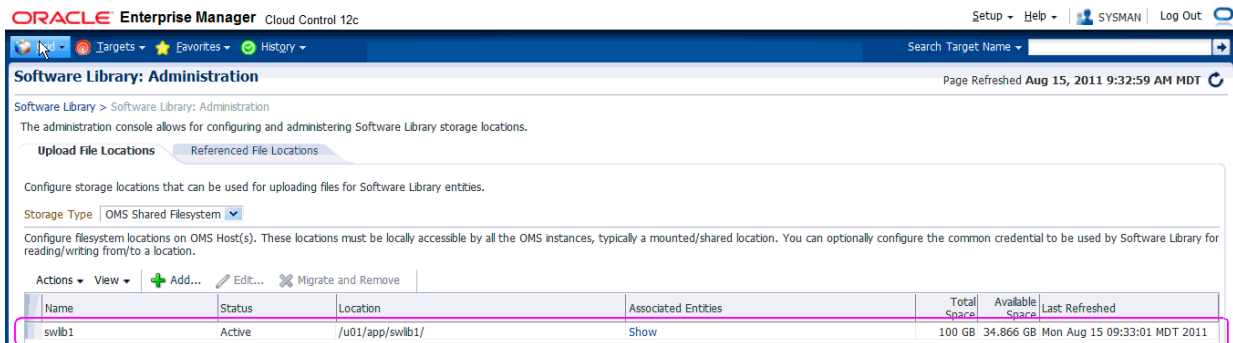 ORACLE Enterprise Manager Cloud Control 12c
Setup Help SYSMAN Log Out
Targets Favorites History Search Target Name
Software Library: Administration
Page Refreshed Aug 15, 2011 9:32:59 AM MDT
Software Library > Software Library: Administration
The administration console allows for configuring and administering Software Library storage locations.
Upload File Locations Referenced File Locations
Configure storage locations that can be used for uploading files for Software Library entities.
Storage Type OMS Shared Filesystem
Configure filesystem locations on OMS Host(s). These locations must be locally accessible by all the OMS instances, typically a mounted/shared location. You can optionally configure the common credential to be used by Software Library for
reading/writing from/to a location.
Actions View Add... Edit... Migrate and Remove
Name Status Location Associated Entities Total Space Available Space Last Refreshed
swlib1 Active /u01/app/swlib1/ Show 100 GB 34.866 GB Mon Aug 15 09:33:01 MDT 2011